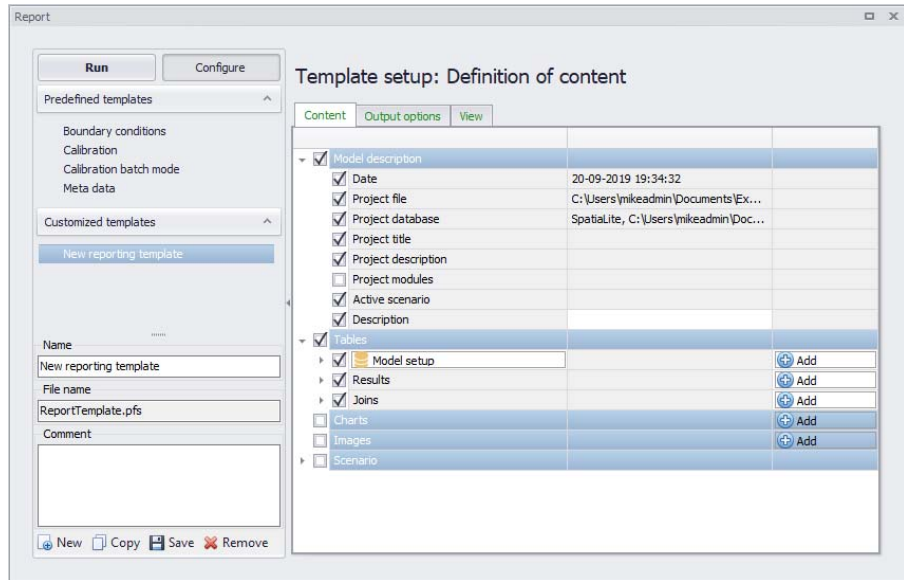 Report
Run Configure
Predefined templates
Boundary conditions
Calibration
Calibration batch mode
Meta data
Customized templates
New reporting template
Name
New reporting template
File name
ReportTemplate.pfs
Comment
New Copy Save Remove
Template setup: Definition of content
Content Output options View
Model description
Date 20-09-2019 19:34:32
Project file C:\Users\mikeadmin\Documents\Ex...
Project database SpatiaLite, C:\Users\mikeadmin\Doc...
Project title
Project description
Project modules
Active scenario
Description
Tables
Model setup Add
Results Add
Joins Add
Charts Add
Images Add
Scenario